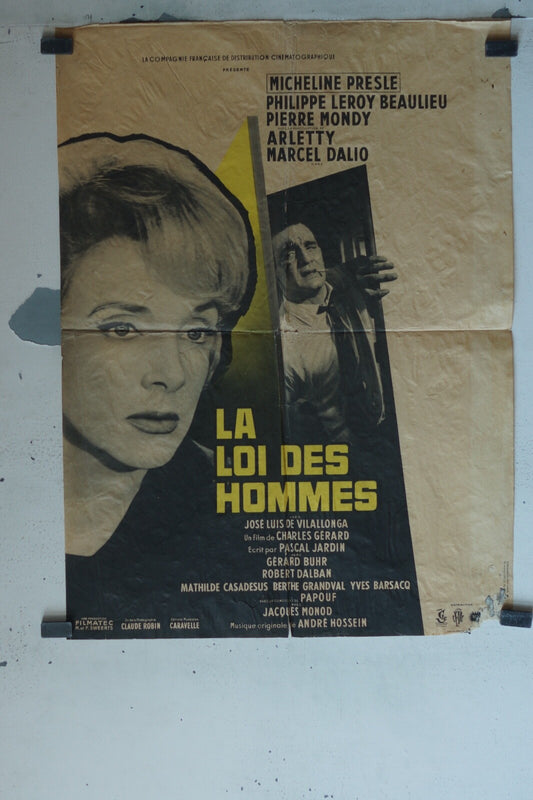 LA COMPAGNIE FRANÇAISE DE DISTRIBUTION CINÉMATOGRAPHIQUE
PRÉSENTE
MICHELINE PRESLE
PHILIPPE LEROY BEAULIEU
PIERRE MONDY
ARLETTY
MARCEL DALIO
LA
LOI DES
HOMMES
JOSÉ LUIS DE VILALLONGA
Un film de CHARLES GÉRARD
Ecrit par PASCAL JARDIN
GÉRARD BUHR
ROBERT DALBAN
MATHILDE CASADESUS BERTHE GRANDVAL YVES BARSACQ
PAPOUF
JACQUES MONOD
Musique originale de ANDRÉ HOSSEIN
FILMATEC
CLAUDE ROBIN
CARAVELLE